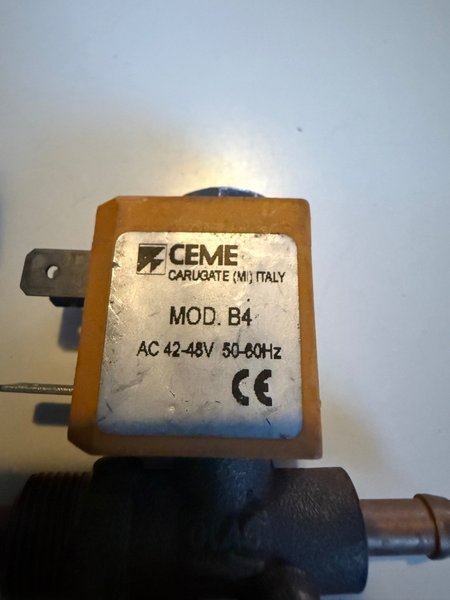 CEME
CARUGATE (MI) ITALY
MOD. B4
AC 42-48V 50-60Hz
CE